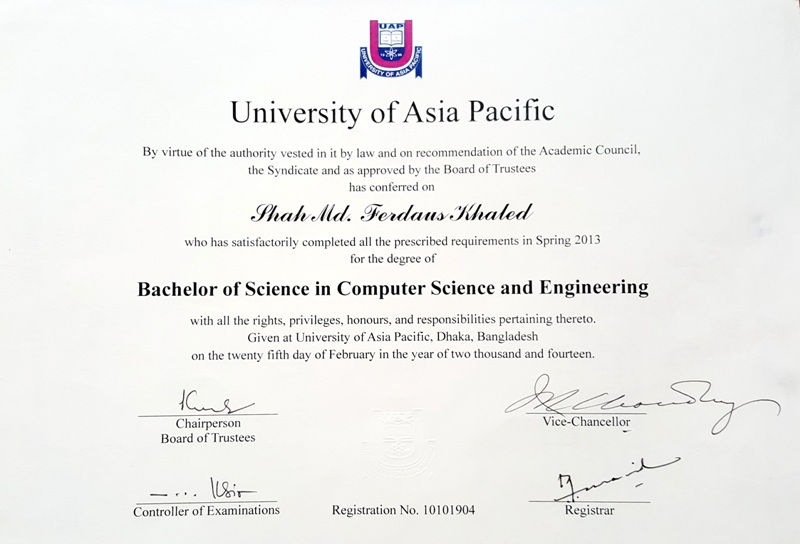 UAP
UNIVERSITY OF ASIA PACIFIC
University of Asia Pacific
By virtue of the authority vested in it by law and on recommendation of the Academic Council,
the Syndicate and as approved by the Board of Trustees
has conferred on
Shah Md. Ferdaus Khaled
who has satisfactorily completed all the prescribed requirements in Spring 2013
for the degree of
Bachelor of Science in Computer Science and Engineering
with all the rights, privileges, honours, and responsibilities pertaining thereto.
Given at University of Asia Pacific, Dhaka, Bangladesh
on the twenty fifth day of February in the year of two thousand and fourteen.
Chairperson
Board of Trustees
Vice-Chancellor
Controller of Examinations
Registration No. 10101904
Registrar